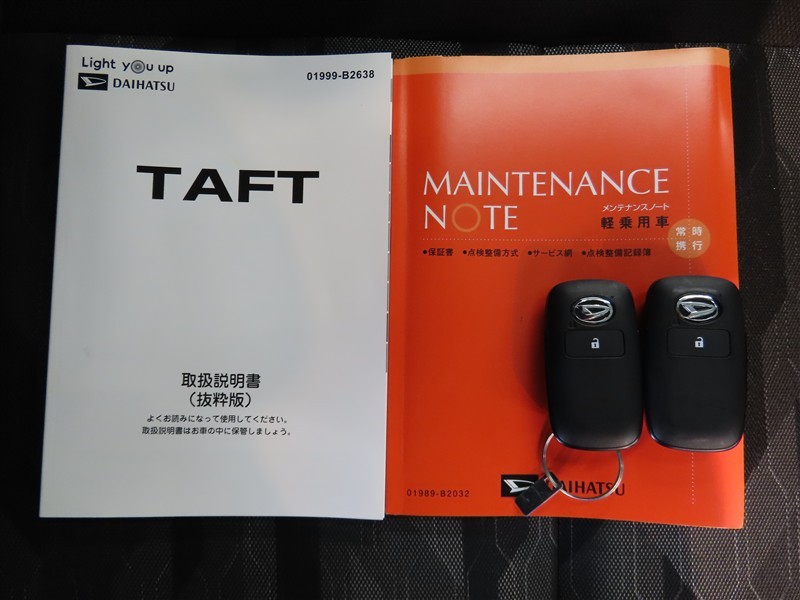 Light you up
DAIHATSU
01999-B2638
TAFT
取扱説明書
（抜粋版）
よくお読みになって使用してください。
取扱説明書はお車の中に保管しましょう。
MAINTENANCE
NOTE
メンテナンスノート
軽乗用車
常時
携行
●保証書 ●点検整備方式 ●サービス網 ●点検整備記録簿
01989-B2032
DAIHATSU